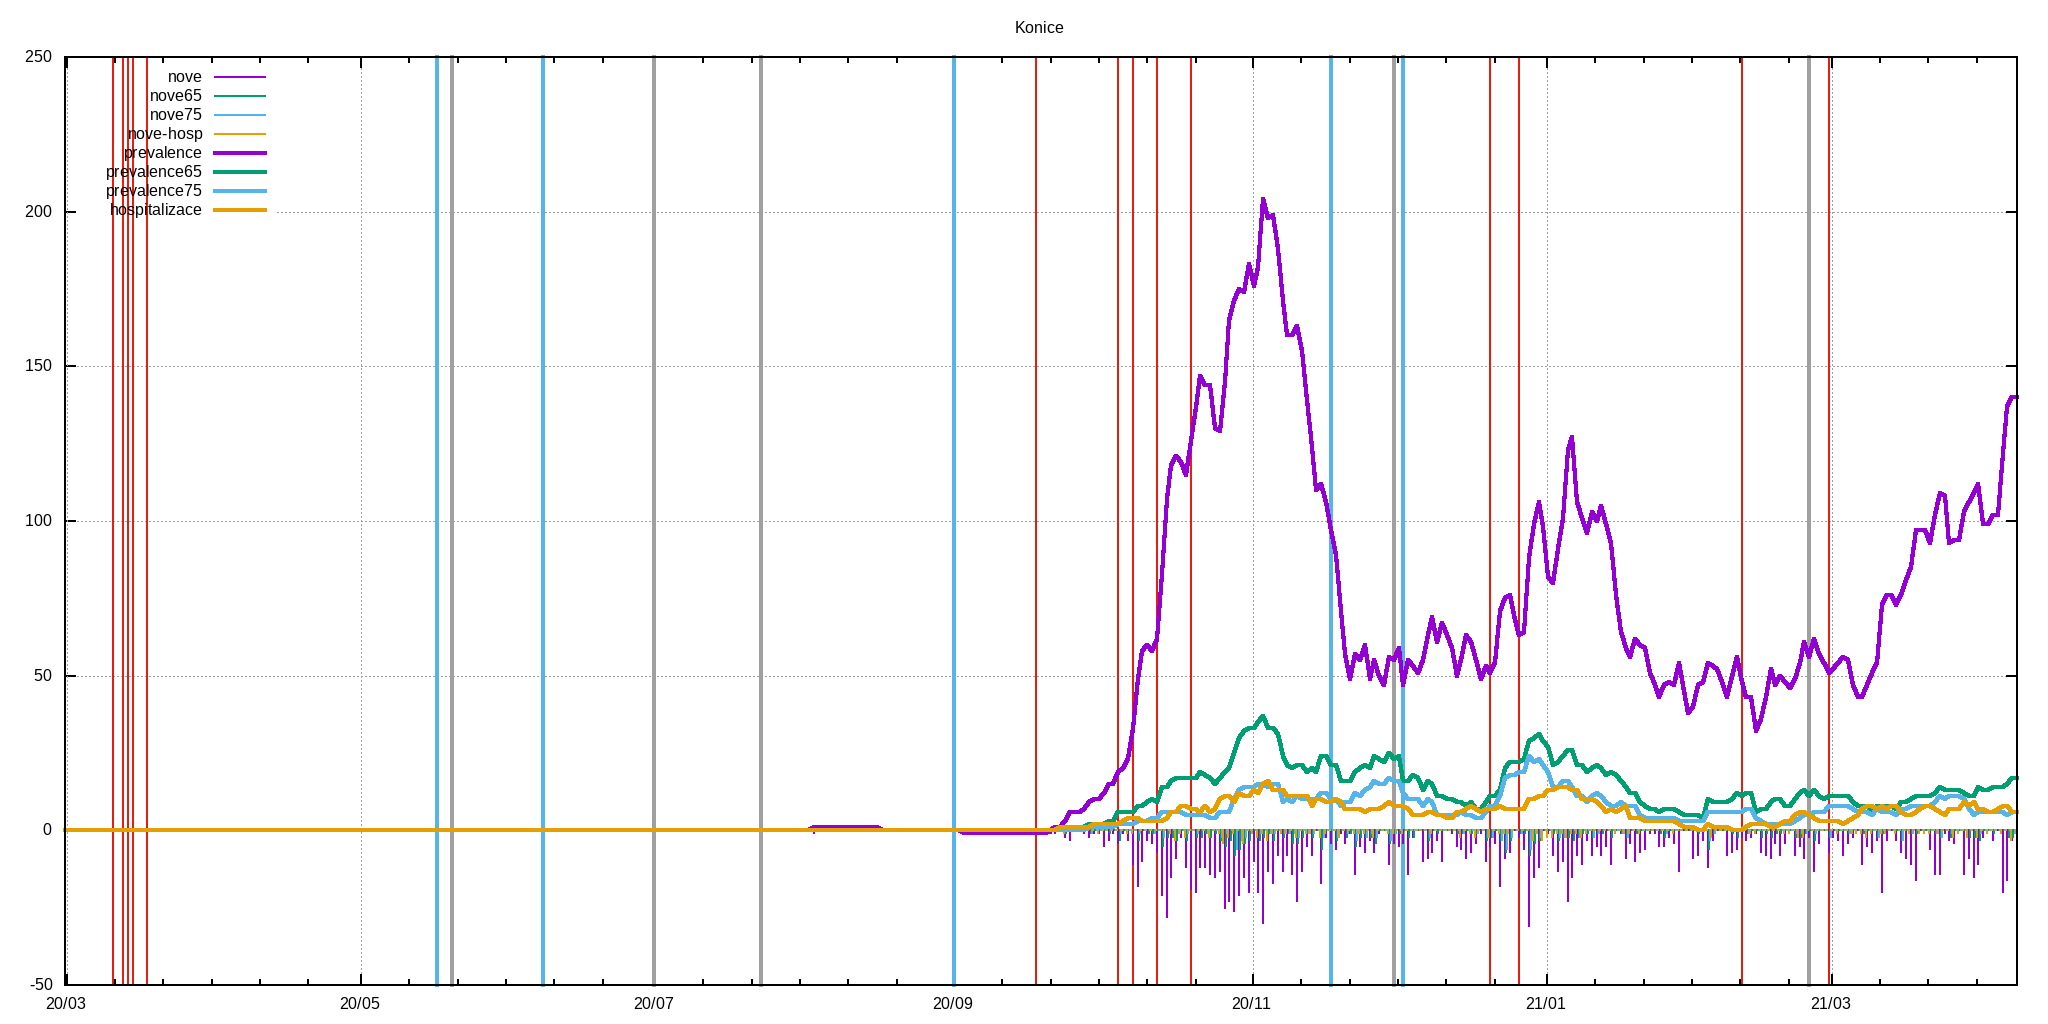 Konice
250
nove
nove65
nove75
nove-hosp
prevalence
prevalence65
prevalence75
hospitalizace
200
150
100
50
0
-50
20/03 20/05 20/07 20/09 20/11 21/01 21/03